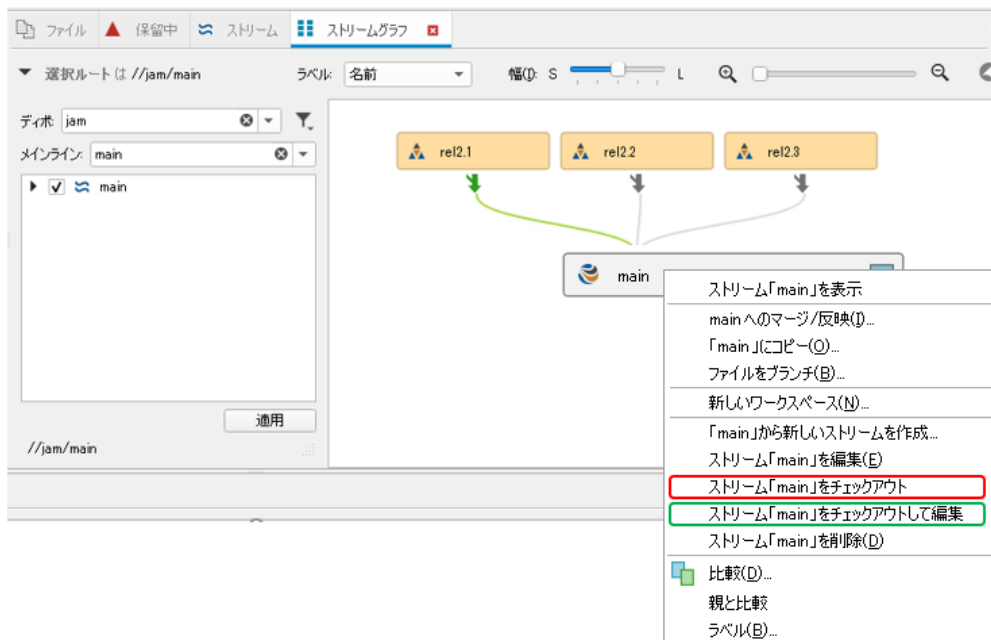 ファイル 保留中 ストリーム ストリームグラフ
選択ルート は //jam/main ラベル: 名前 幅(I): S L
ディポ: jam
メインライン: main
main
適用
//jam/main
rel2.1 rel2.2 rel2.3
main
ストリーム「main」を表示
main へのマージ/反映(I)...
「main」にコピー(O)...
ファイルをブランチ(B)...
新しいワークスペース(N)...
「main」から新しいストリームを作成...
ストリーム「main」を編集(E)
ストリーム「main」をチェックアウト
ストリーム「main」をチェックアウトして編集
ストリーム「main」を削除(D)
比較(D)...
親と比較
ラベル(B)...